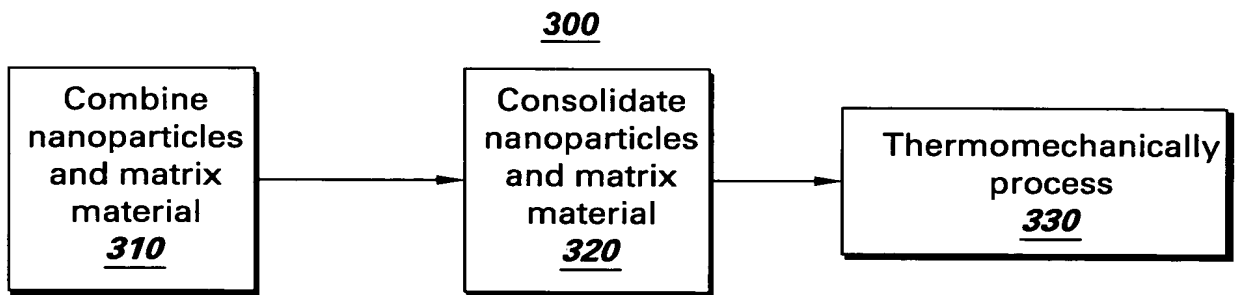 300
Combine
nanoparticles
and matrix
material
310
Consolidate
nanoparticles
and matrix
material
320
Thermomechanically
process
330